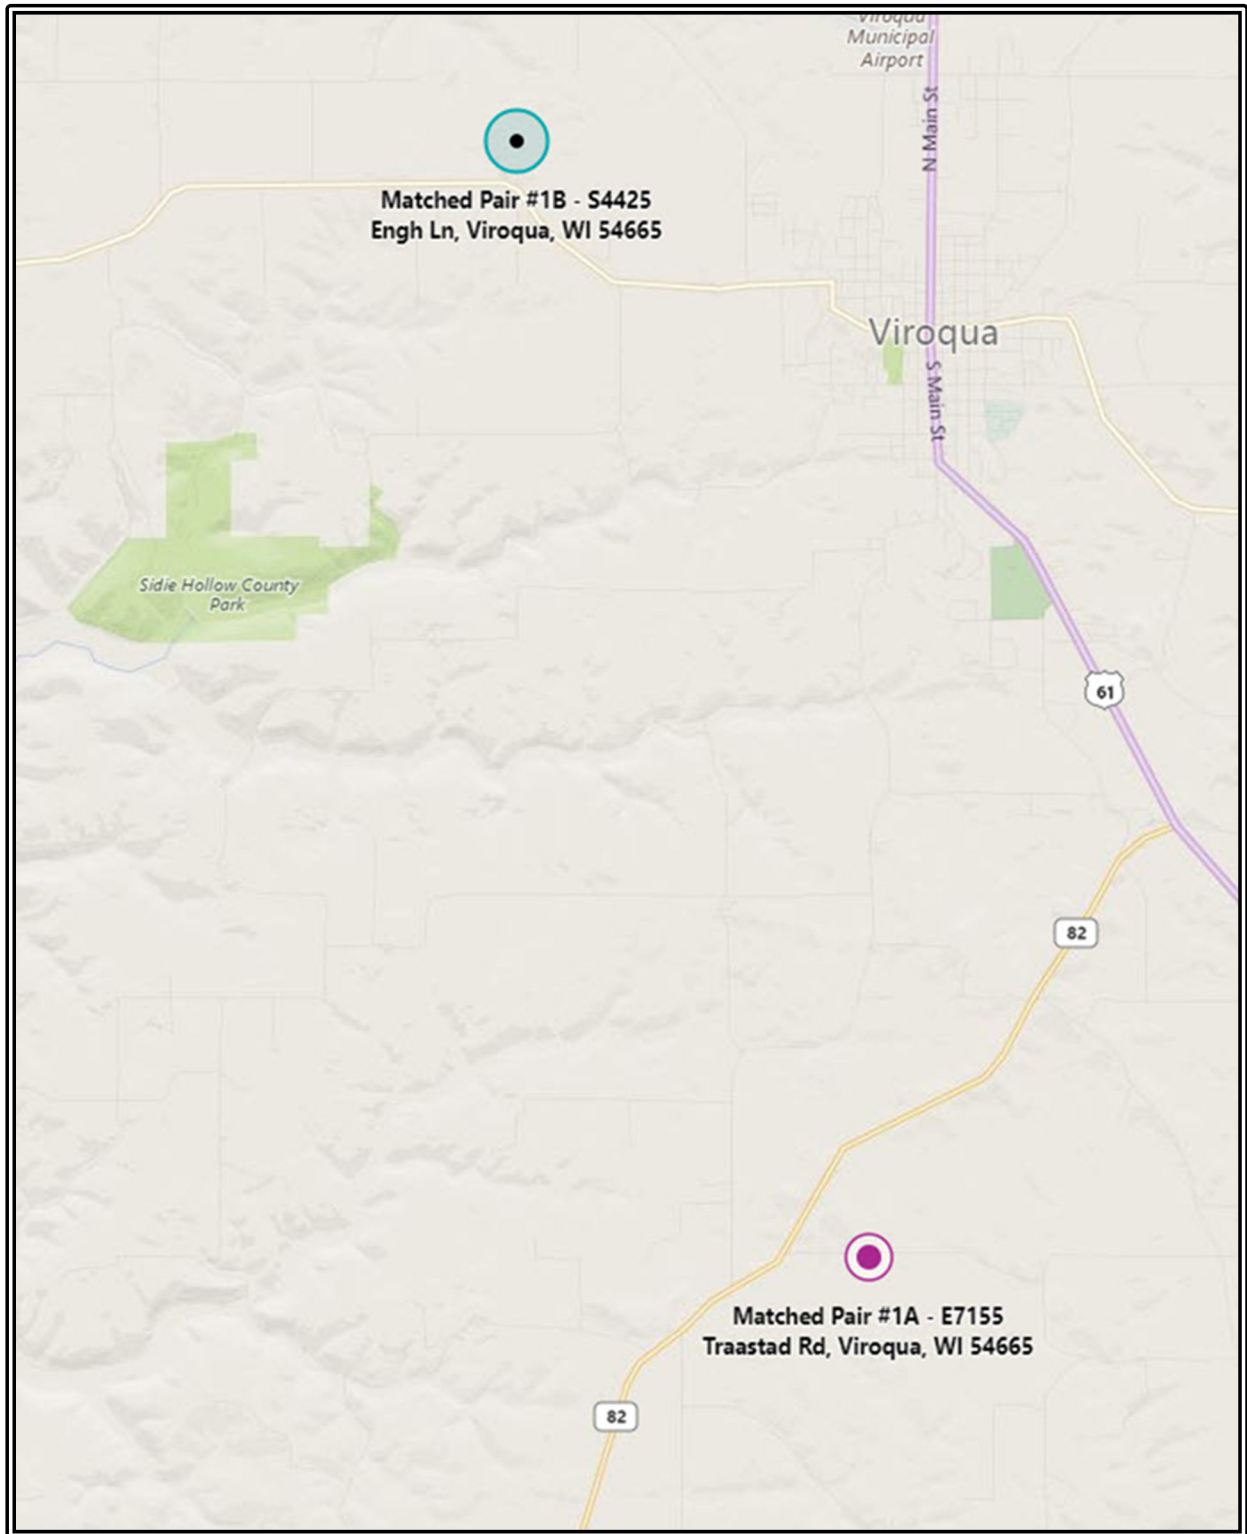 Viroqua
Municipal
Airport
N Main St
Matched Pair #1B - S4425
Engh Ln, Viroqua, WI 54665
Viroqua
S Main St
Sidie Hollow County
Park
61
82
Matched Pair #1A - E7155
Traastad Rd, Viroqua, WI 54665
82